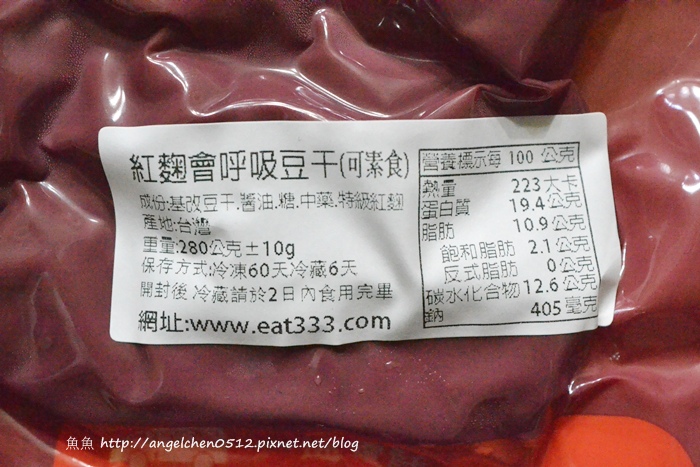 紅麴會呼吸豆干(可素食)
成份:基改豆干.醬油.糖.中藥.特級紅麴
產地:台灣
重量:280公克±10g
保存方式:冷凍60天冷藏6天
開封後 冷藏請於2日內食用完畢
網址:www.eat333.com
營養標示每 100 公克
熱量 223大卡
蛋白質 19.4公克
脂肪 10.9公克
飽和脂肪 2.1公克
反式脂肪 0公克
碳水化合物 12.6公克
鈉 405毫克
魚魚 http://angelchen0512.pixnet.net/blog